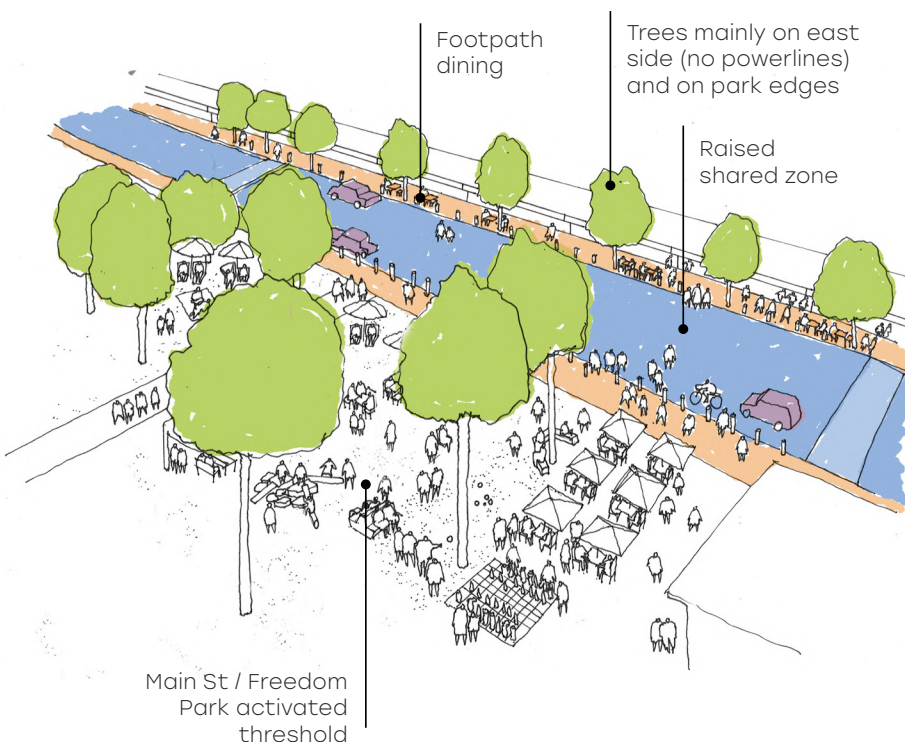 Footpath
dining
Trees mainly on east
side (no powerlines)
and on park edges
Raised
shared zone
Main St / Freedom
Park activated
threshold